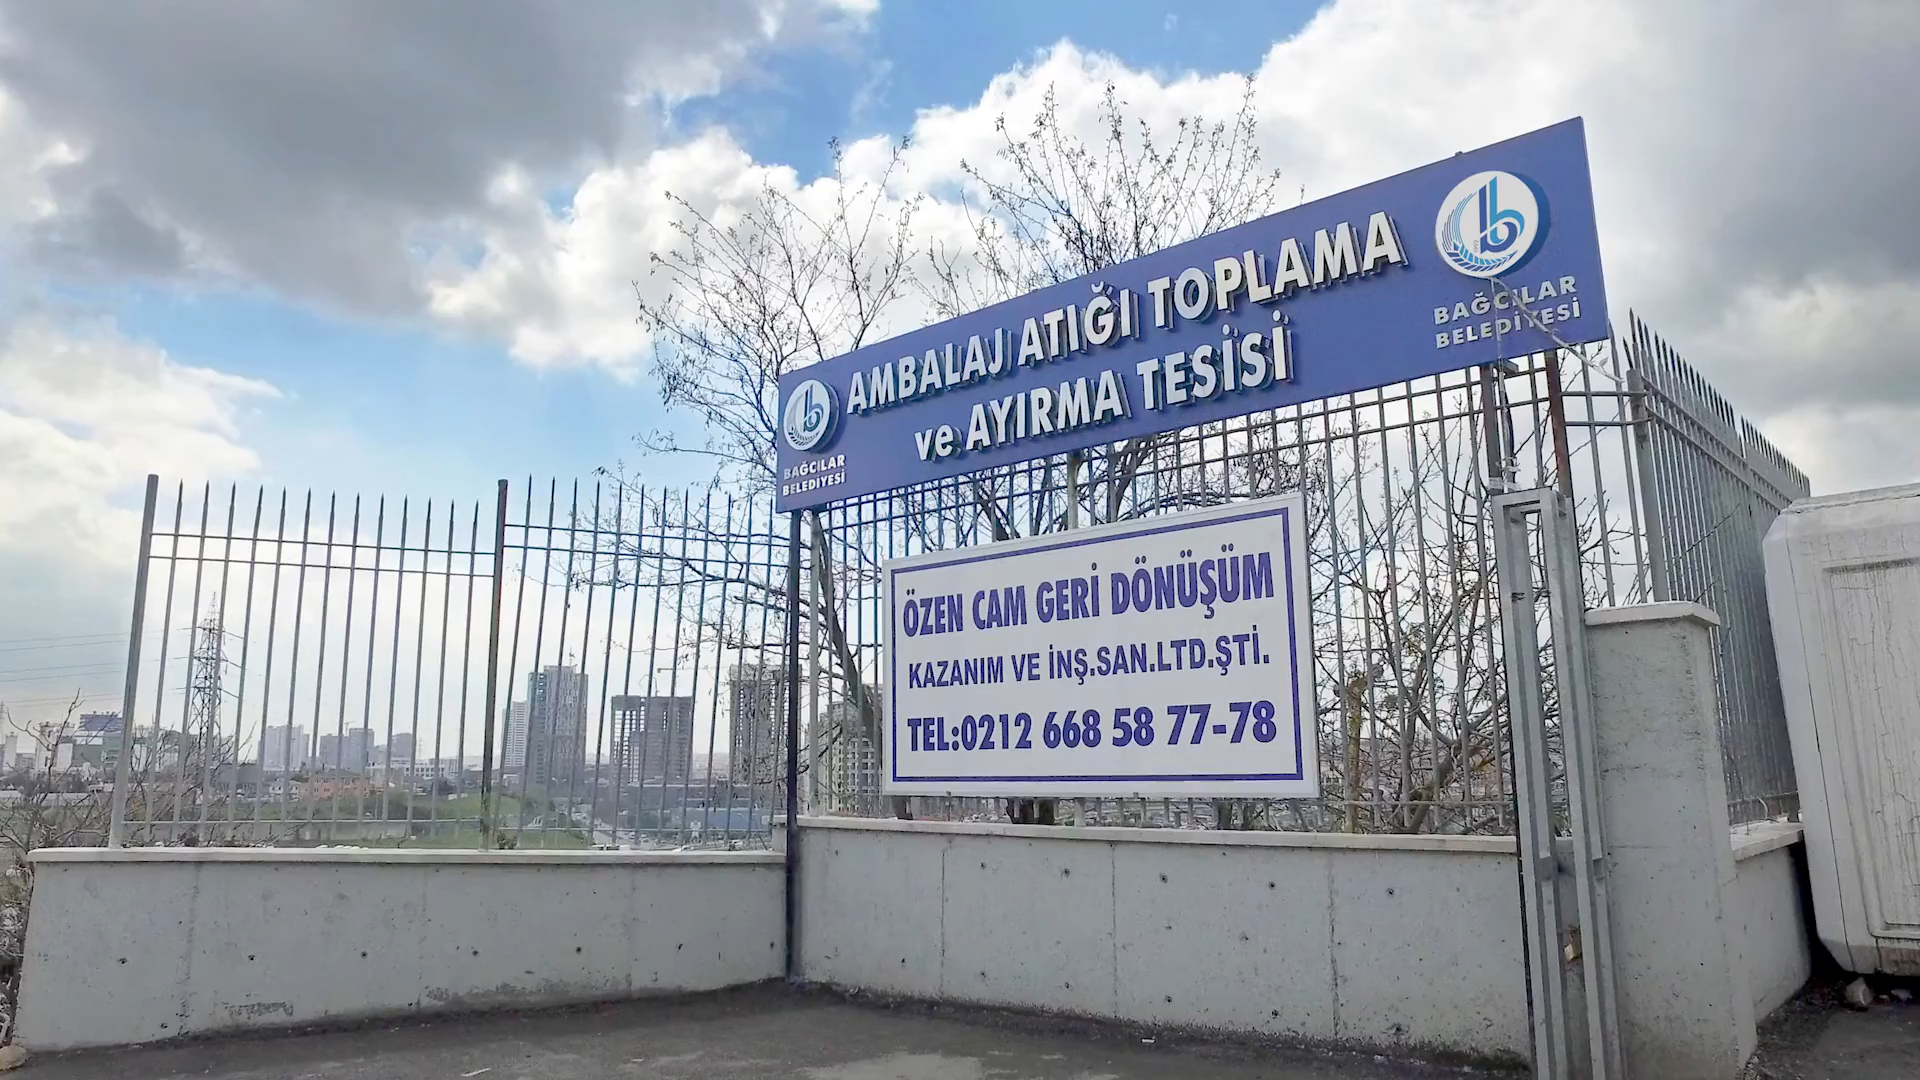 AMBALAJ ATIĞI TOPLAMA
ve AYIRMA TESİSİ
BAĞCILAR
BELEDİYESİ
BAĞCILAR
BELEDİYESİ
ÖZEN CAM GERİ DÖNÜŞÜM
KAZANIM VE İNŞ.SAN.LTD.ŞTİ.
TEL:0212 668 58 77-78